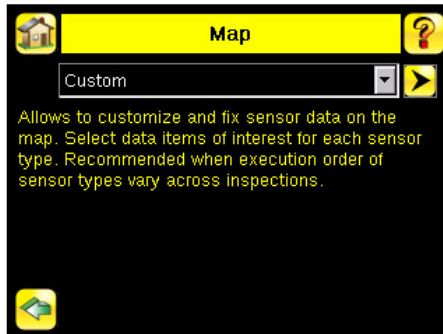 Map
?
Custom
Allows to customize and fix sensor data on the
map. Select data items of interest for each sensor
type. Recommended when execution order of
sensor types vary across inspections.